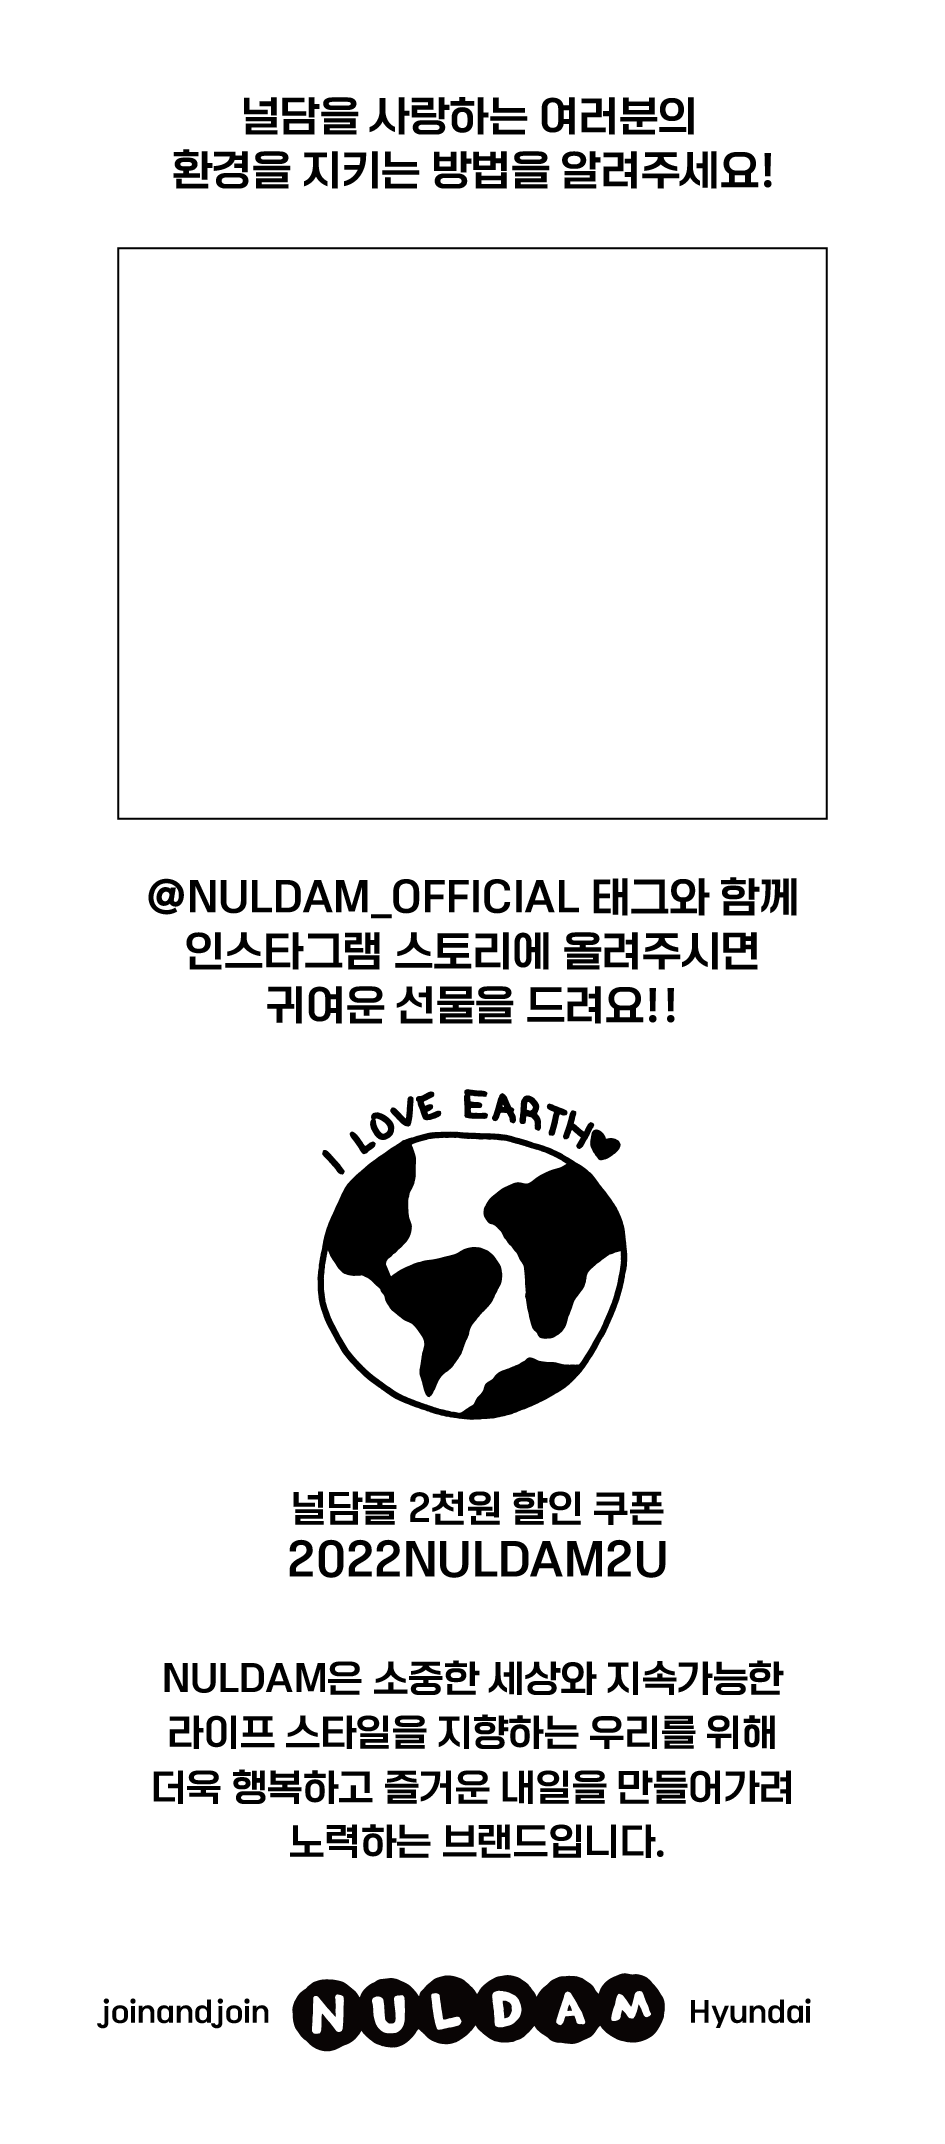 널담을 사랑하는 여러분의
환경을 지키는 방법을 알려주세요!
@NULDAM_OFFICIAL 태그와 함께
인스타그램 스토리에 올려주시면
귀여운 선물을 드려요!!
I LOVE EARTH♥
널담몰 2천원 할인 쿠폰
2022NULDAM2U
NULDAM은 소중한 세상와 지속가능한
라이프 스타일을 지향하는 우리를 위해
더욱 행복하고 즐거운 내일을 만들어가려
노력하는 브랜드입니다.
joinandjoin NULDAM Hyundai